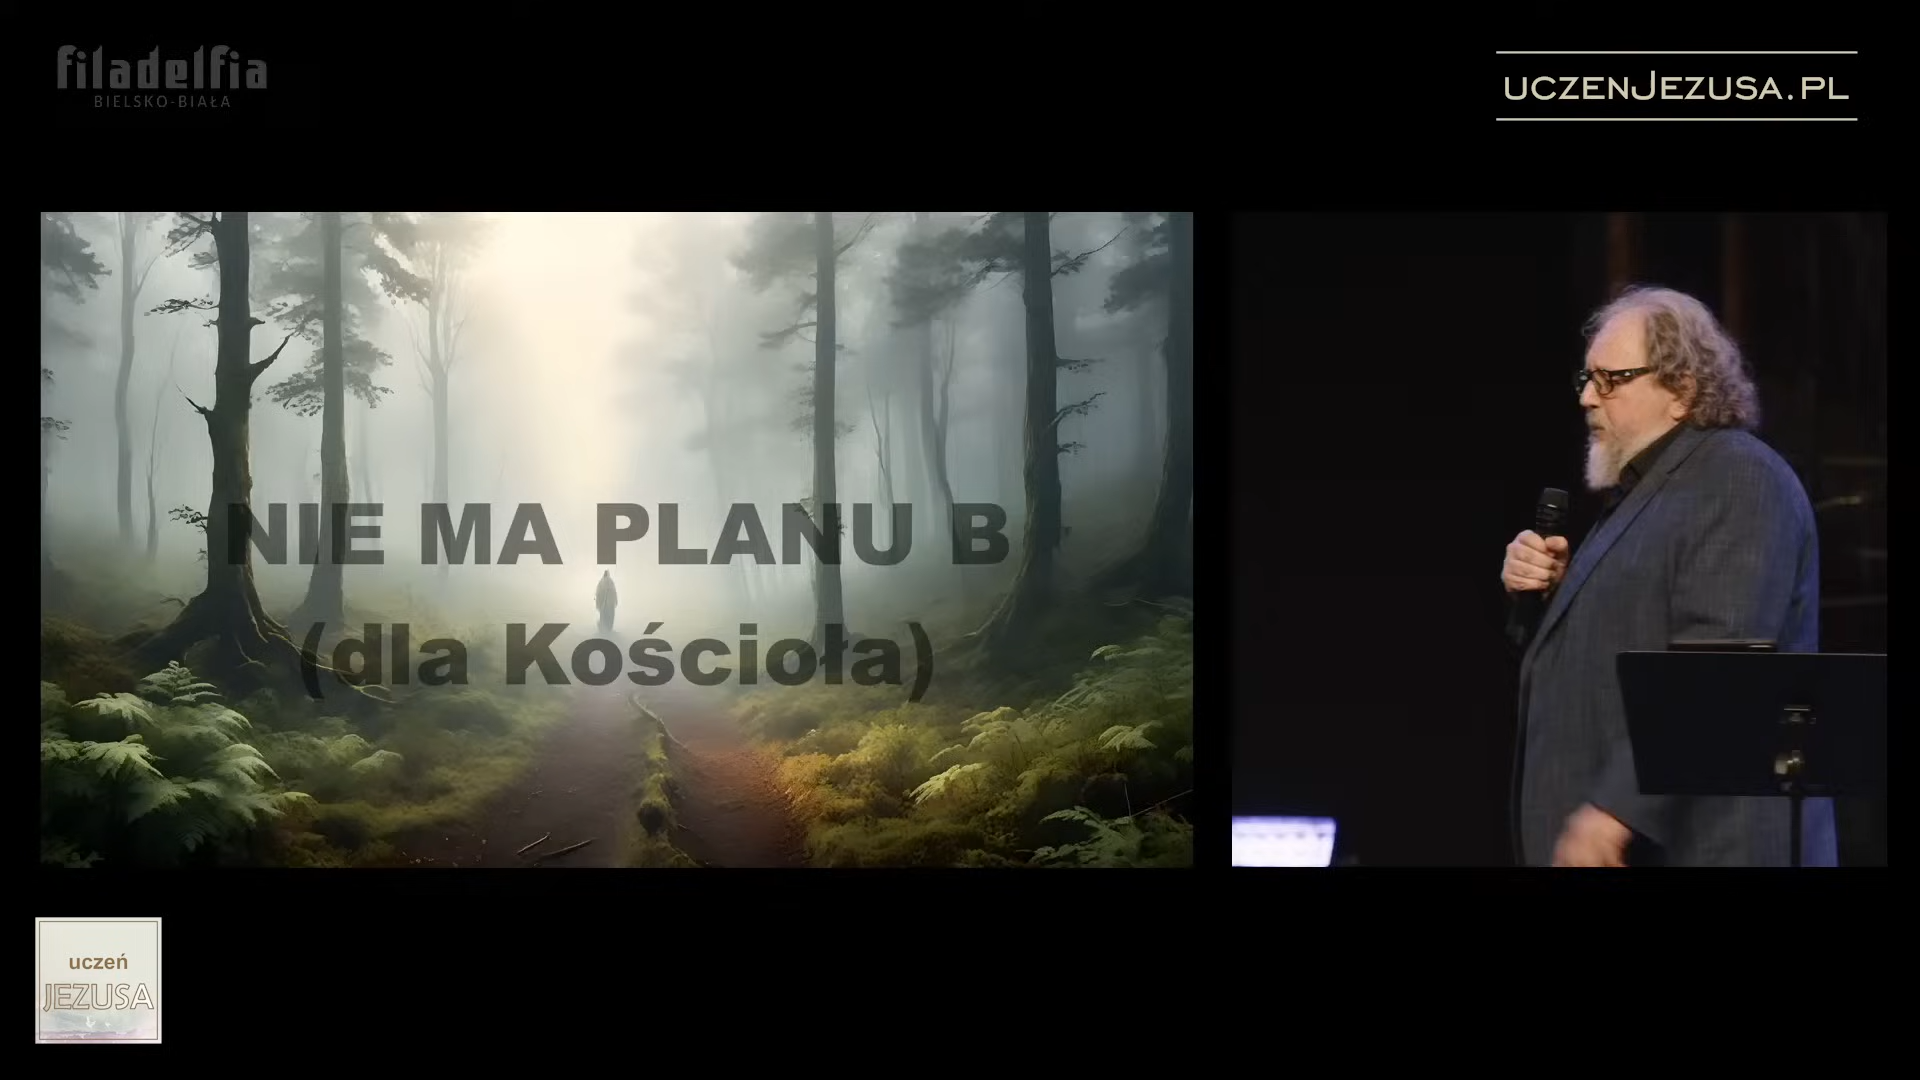 filadelfia
BIELSKO-BIAŁA
UCZENJEZUSA.PL
NIE MA PLANU B
(dla Kościoła)
uczeń
JEZUSA